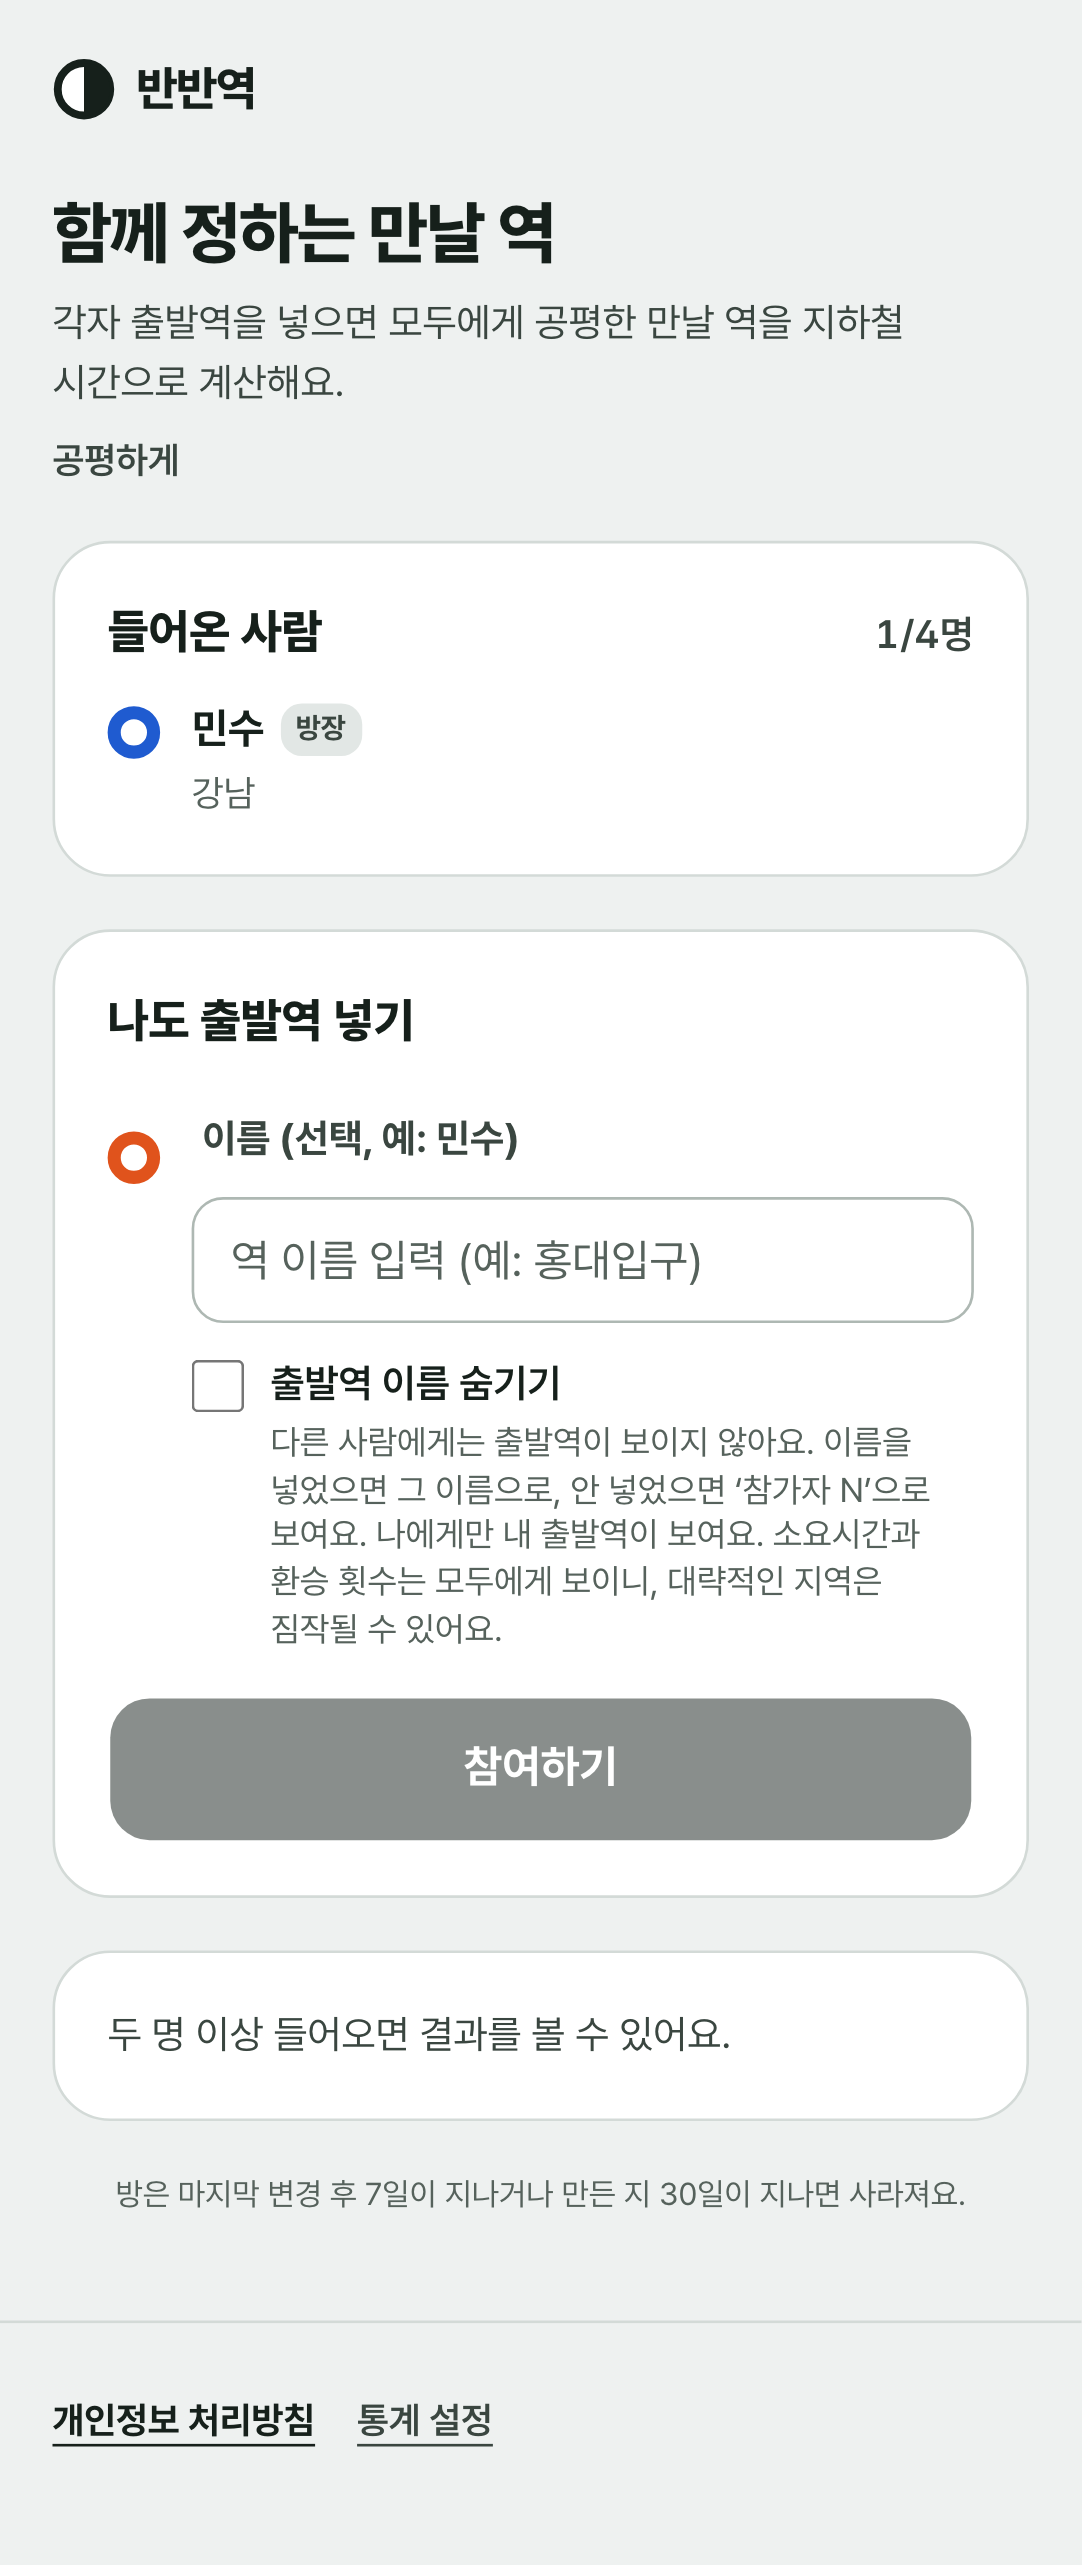 반반역
함께 정하는 만날 역
각자 출발역을 넣으면 모두에게 공평한 만날 역을 지하철
시간으로 계산해요.
공평하게
들어온 사람
1/4명
민수 방장
강남
나도 출발역 넣기
이름 (선택, 예: 민수)
역 이름 입력 (예: 홍대입구)
출발역 이름 숨기기
다른 사람에게는 출발역이 보이지 않아요. 이름을
넣었으면 그 이름으로, 안 넣었으면 ‘참가자 N’으로
보여요. 나에게만 내 출발역이 보여요. 소요시간과
환승 횟수는 모두에게 보이니, 대략적인 지역은
짐작될 수 있어요.
참여하기
두 명 이상 들어오면 결과를 볼 수 있어요.
방은 마지막 변경 후 7일이 지나거나 만든 지 30일이 지나면 사라져요.
개인정보 처리방침 통계 설정